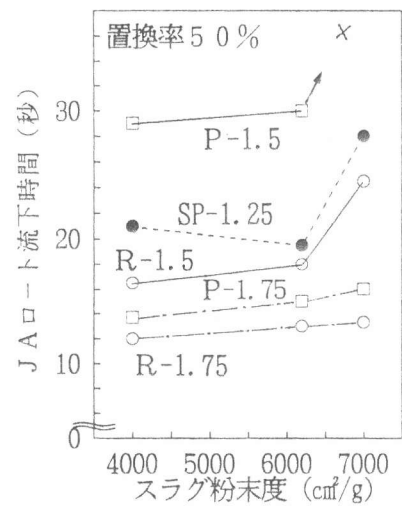 置換率50%
×
30
P-1.5
20
SP-1.25
R-1.5
P-1.75
10
R-1.75
0
JAロート流下時間(秒)
4000 5000 6000 7000
スラグ粉末度 (cm²/g)